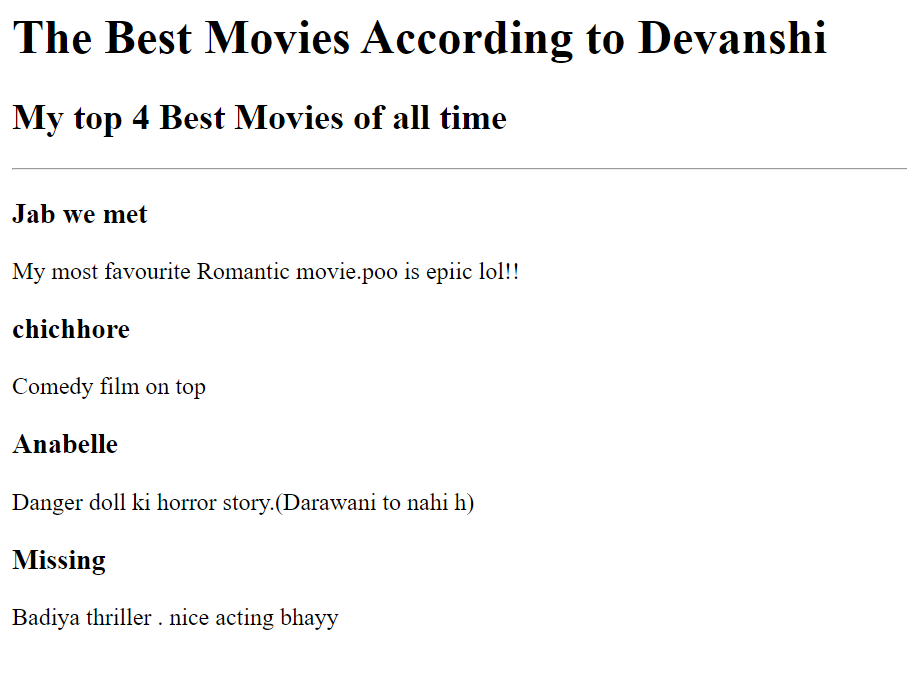 The Best Movies According to Devanshi
My top 4 Best Movies of all time
Jab we met
My most favourite Romantic movie.poo is epiic lol!!
chichhore
Comedy film on top
Anabelle
Danger doll ki horror story.(Darawani to nahi h)
Missing
Badiya thriller . nice acting bhayy